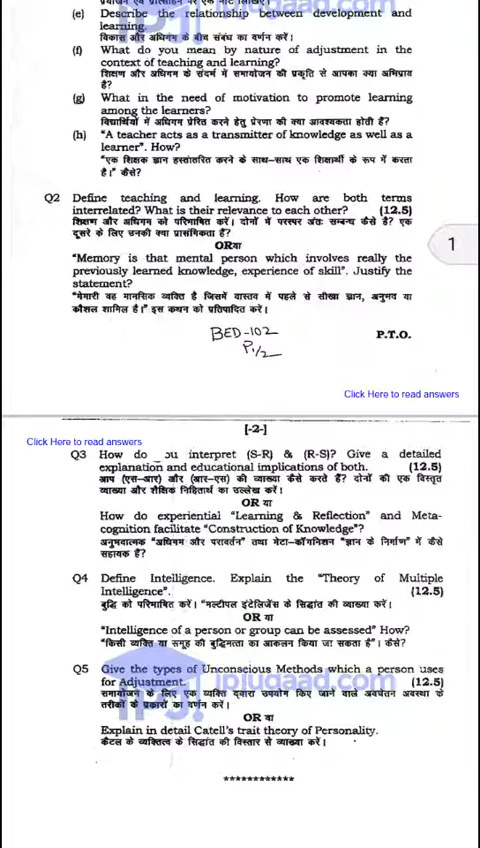 प्रयोजन एवं प्रोत्साहन पर एक नोट लिखिए।
(e) Describe the relationship between development and
learning.
विकास और अधिगम के बीच संबंध का वर्णन करें।
(f) What do you mean by nature of adjustment in the
context of teaching and learning?
शिक्षण और अधिगम के संदर्भ में समायोजन की प्रकृति से आपका क्या अभिप्राय
है?
(g) What in the need of motivation to promote learning
among the learners?
विद्यार्थियों में अधिगम प्रेरित करने हेतु प्रेरणा की क्या आवश्यकता होती हैं?
(h) "A teacher acts as a transmitter of knowledge as well as a
learner". How?
"एक शिक्षक ज्ञान हस्तांतरित करने के साथ-साथ एक शिक्षार्थी के रूप में करता
है।" कैसे?
Q2 Define teaching and learning. How are both terms
interrelated? What is their relevance to each other? (12.5)
शिक्षण और अधिगम को परिभाषित करें। दोनों में परस्पर अंतः सम्बन्ध कैसे है? एक
दूसरे के लिए उनकी क्या प्रासंगिकता हैं?
ORवा
"Memory is that mental person which involves really the
previously learned knowledge, experience of skill". Justify the
statement?
"मेमारी वह मानसिक व्यक्ति है जिसमें वास्तव में पहले से सीखा ज्ञान, अनुभव या
कौशल शामिल है।" इस कथन को प्रतिपादित करें।
1
BED-102
P.1/2
P.T.O.
Click Here to read answers
[-2-]
Click Here to read answers
Q3 How do ou interpret (S-R) & (R-S)? Give a detailed
explanation and educational implications of both. (12.5)
आप (एस-आर) और (आर-एस) की व्याख्या कैसे करते हैं? दोनों की एक विस्तृत
व्याख्या और शैक्षिक निहितार्थ का उल्लेख करें।
OR या
How do experiential "Learning & Reflection" and Meta-
cognition facilitate "Construction of Knowledge"?
अनुभवात्मक "अधिगम और परावर्तन" तथा मेटा-कॉगनिशन "ज्ञान के निर्माण" में कैसे
सहायक हैं?
Q4 Define Intelligence. Explain the "Theory of Multiple
Intelligence". (12.5)
बुद्धि को परिभाषित करें। "मल्टीपल इंटेलिजेंस के सिद्धांत की व्याख्या करें।
OR या
"Intelligence of a person or group can be assessed" How?
"किसी व्यक्ति या समूह की बुद्धिमत्ता का आकलन किया जा सकता है"। कैसे?
Q5 Give the types of Unconscious Methods which a person uses
for Adjustment. (12.5)
समायोजन के लिए एक व्यक्ति द्वारा उपयोग किए जाने वाले अवचेतन अवस्था के
तरीकों के प्रकारों का वर्णन करें।
OR वा
Explain in detail Catell's trait theory of Personality.
कैटल के व्यक्तित्व के सिद्धांत की विस्तार से व्याख्या करें।
************
ipjugaad.com